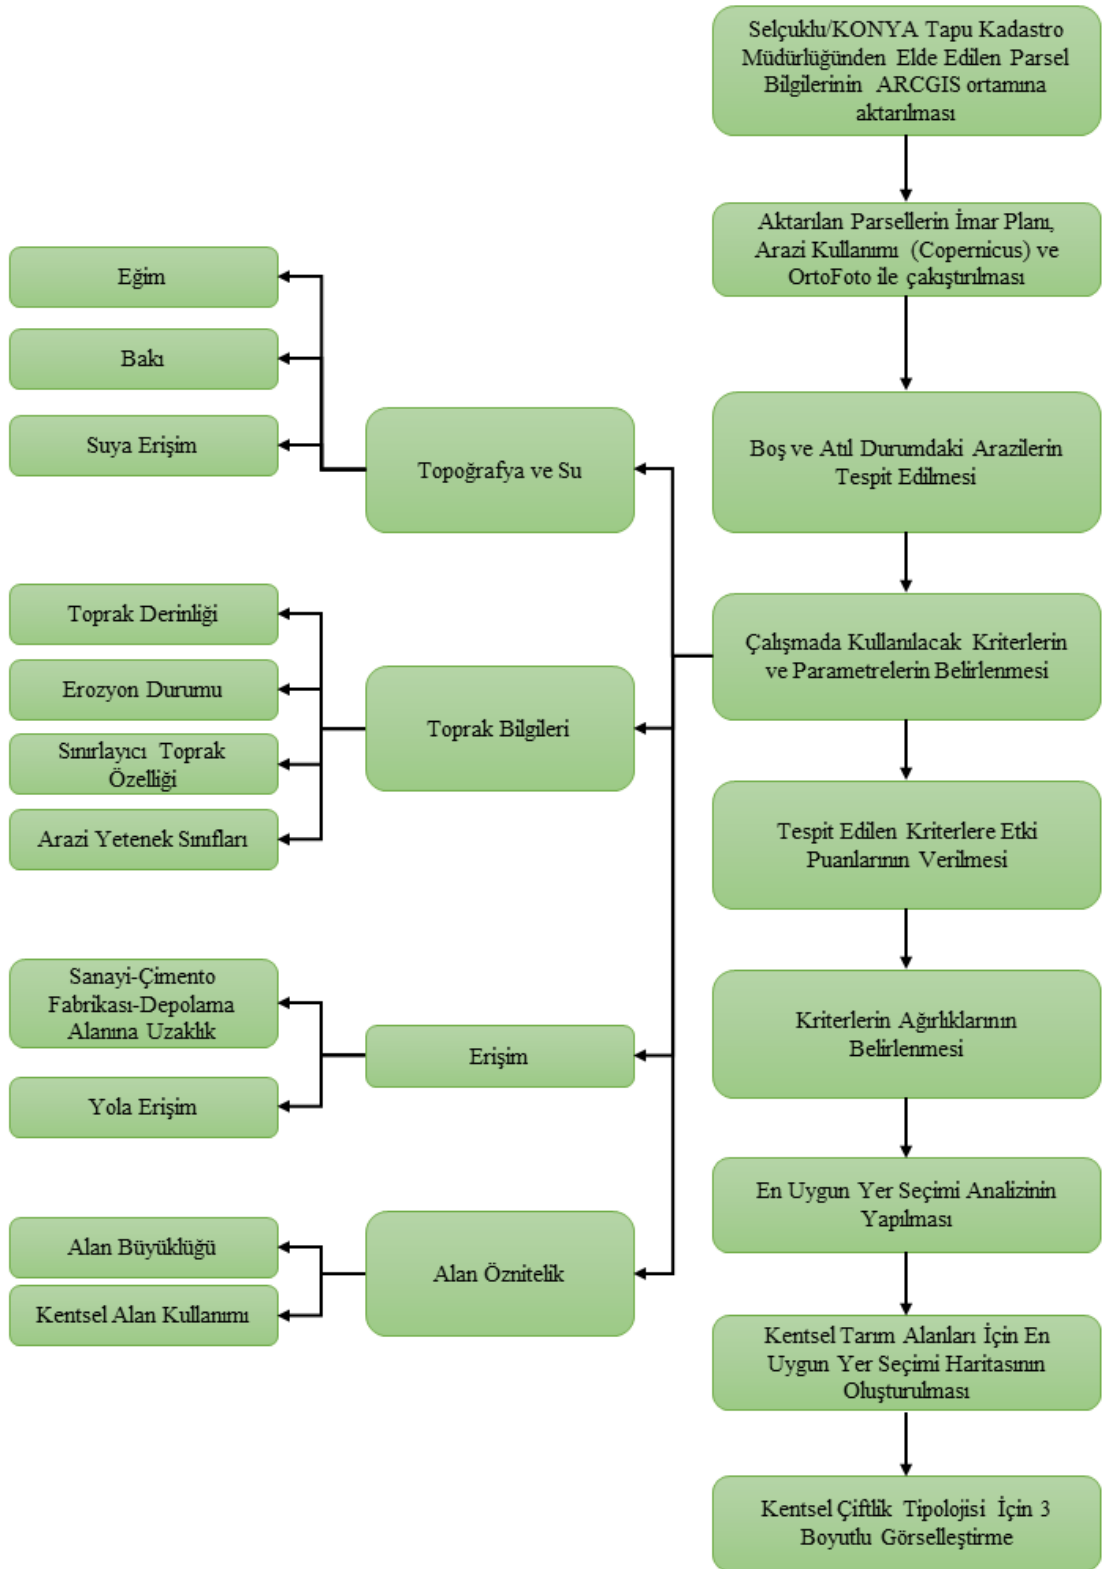 Selçuklu/KONYA Tapu Kadastro
Müdürlüğünden Elde Edilen Parsel
Bilgilerinin ARCGIS ortamına
aktarılması
Aktarılan Parsellerin İmar Planı,
Arazi Kullanımı (Copernicus) ve
OrtoFoto ile çakıştırılması
Boş ve Atıl Durumdaki Arazilerin
Tespit Edilmesi
Çalışmada Kullanılacak Kriterlerin
ve Parametrelerin Belirlenmesi
Topoğrafya ve Su
Eğim
Bakı
Suya Erişim
Toprak Bilgileri
Toprak Derinliği
Erozyon Durumu
Sınırlayıcı Toprak
Özelliği
Arazi Yetenek Sınıfları
Erişim
Sanayi-Çimento
Fabrikası-Depolama
Alanına Uzaklık
Yola Erişim
Alan Öznitelik
Alan Büyüklüğü
Kentsel Alan Kullanımı
Tespit Edilen Kriterlere Etki
Puanlarının Verilmesi
Kriterlerin Ağırlıklarının
Belirlenmesi
En Uygun Yer Seçimi Analizinin
Yapılması
Kentsel Tarım Alanları İçin En
Uygun Yer Seçimi Haritasının
Oluşturulması
Kentsel Çiftlik Tipolojisi İçin 3
Boyutlu Görselleştirme